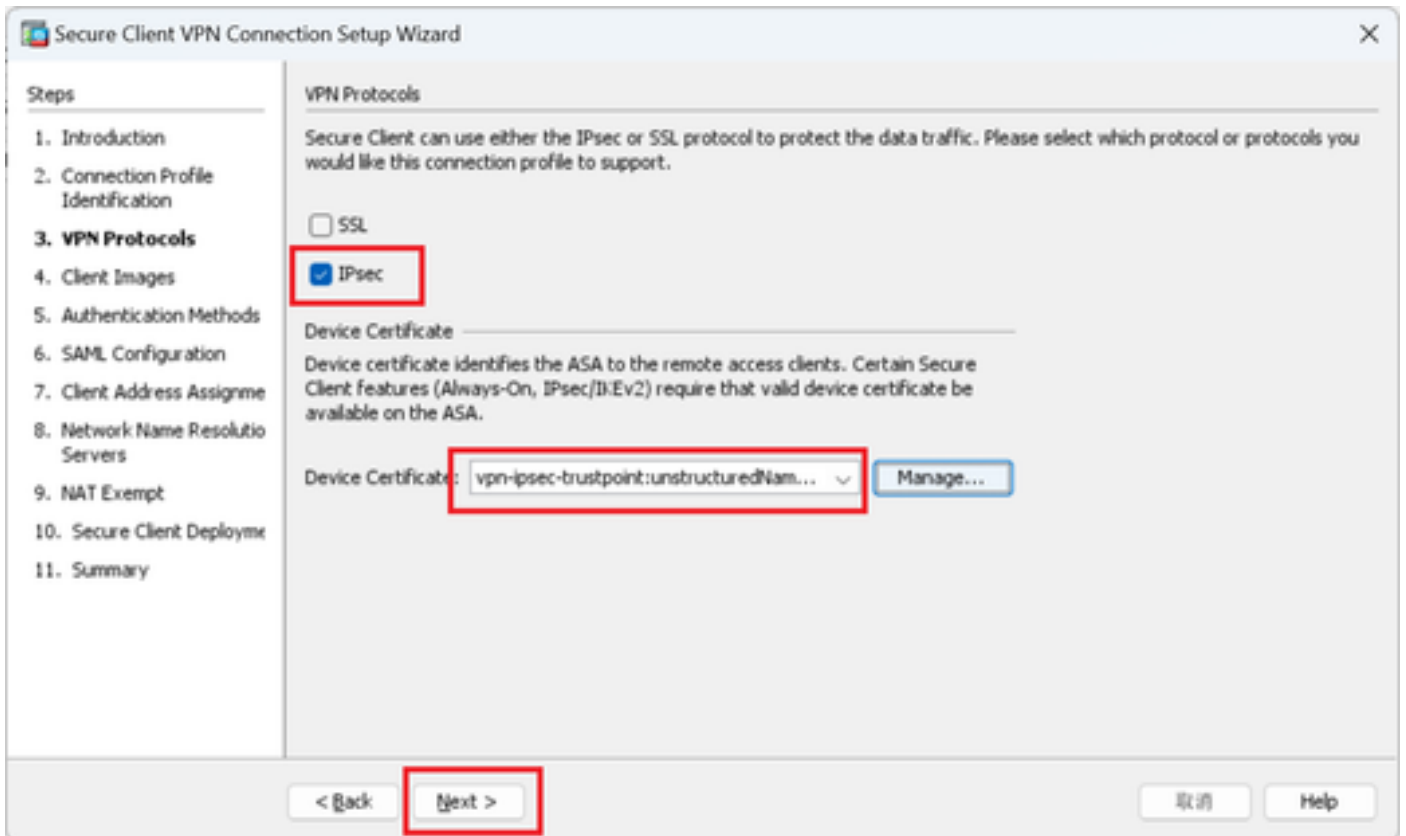 Secure Client VPN Connection Setup Wizard
Steps
1. Introduction
2. Connection Profile
Identification
3. VPN Protocols
4. Client Images
5. Authentication Methods
6. SAML Configuration
7. Client Address Assignme
8. Network Name Resolutio
Servers
9. NAT Exempt
10. Secure Client Deployme
11. Summary
VPN Protocols
Secure Client can use either the IPsec or SSL protocol to protect the data traffic. Please select which protocol or protocols you
would like this connection profile to support.
SSL
IPsec
Device Certificate
Device certificate identifies the ASA to the remote access clients. Certain Secure
Client features (Always-On, IPsec/IKEv2) require that valid device certificate be
available on the ASA.
Device Certificate: vpn-ipsec-trustpoint:unstructuredNam... Manage...
< Back Next > 取消 Help